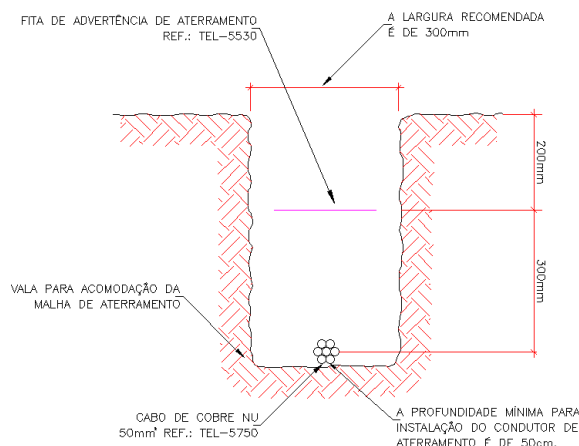 FITA DE ADVERTÊNCIA DE ATERRAMENTO
REF.: TEL-5530
A LARGURA RECOMENDADA
É DE 300mm
200mm
300mm
VALA PARA ACOMODAÇÃO DA
MALHA DE ATERRAMENTO
CABO DE COBRE NU
50mm² REF.: TEL-5750
A PROFUNDIDADE MÍNIMA PARA
INSTALAÇÃO DO CONDUTOR DE
ATERRAMENTO É DE 50cm.